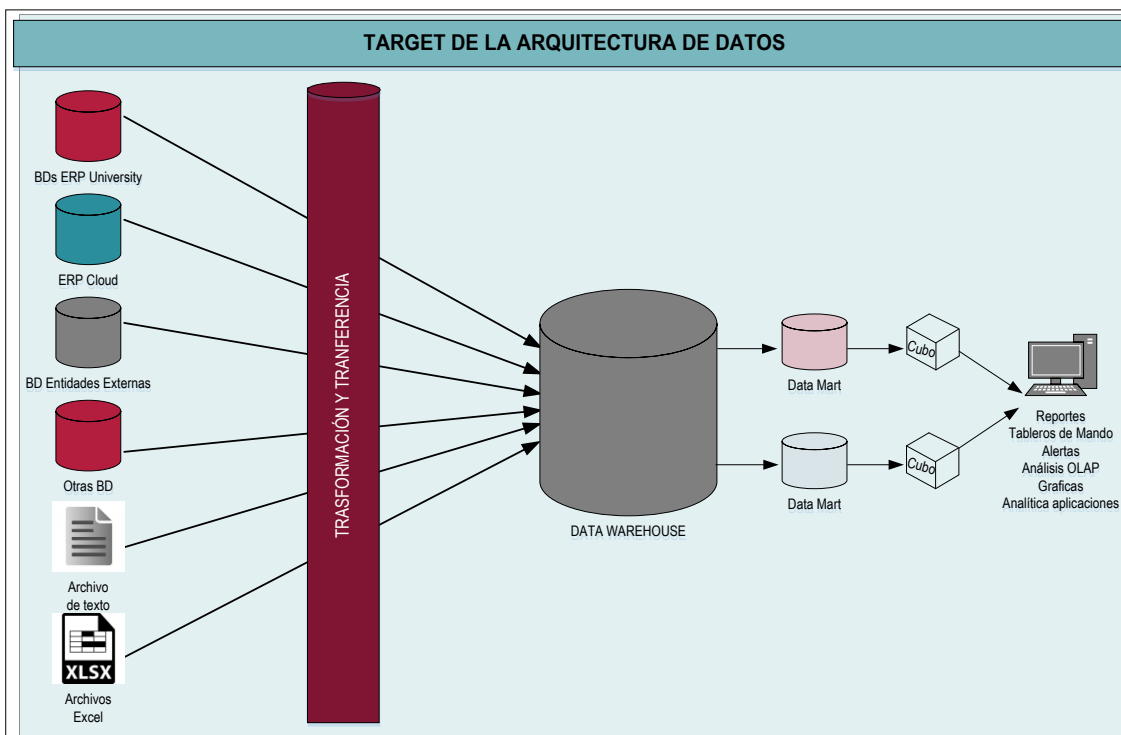 TARGET DE LA ARQUITECTURA DE DATOS
BDs ERP University
ERP Cloud
BD Entidades Externas
Otras BD
Archivo
de texto
XLSX
Archivos
Excel
TRASFORMACIÓN Y TRANFERENCIA
DATA WAREHOUSE
Data Mart
Cubo
Data Mart
Cubo
Reportes
Tableros de Mando
Alertas
Análisis OLAP
Graficas
Analítica aplicaciones